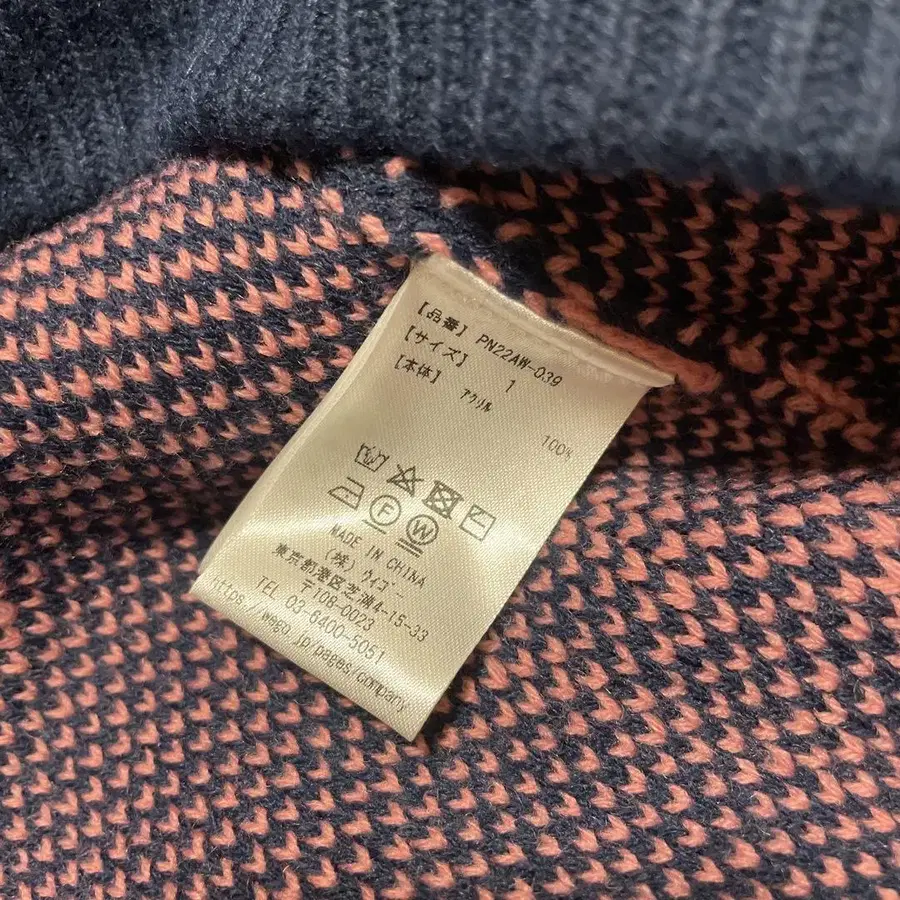 【品番】 PN22AW-039
【サイズ】 1
【本体】 アクリル 100%
F W
MADE IN CHINA
(株)ウィゴー
東京都港区芝浦4-15-33
〒108-0023
TEL 03-6400-5051
https://wego.jp/pages/company